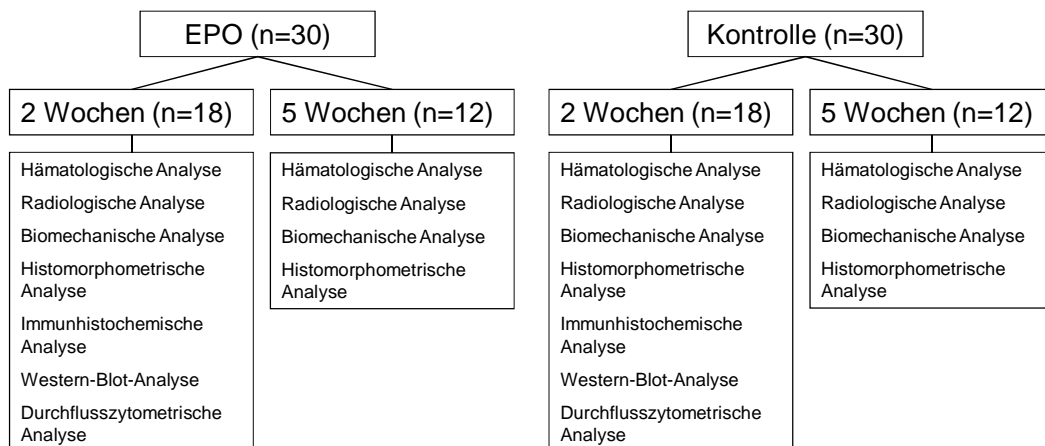 EPO (n=30)
2 Wochen (n=18)
Hämatologische Analyse
Radiologische Analyse
Biomechanische Analyse
Histomorphometrische
Analyse
Immunhistochemische
Analyse
Western-Blot-Analyse
Durchflusszytometrische
Analyse
5 Wochen (n=12)
Hämatologische Analyse
Radiologische Analyse
Biomechanische Analyse
Histomorphometrische
Analyse
Kontrolle (n=30)
2 Wochen (n=18)
Hämatologische Analyse
Radiologische Analyse
Biomechanische Analyse
Histomorphometrische
Analyse
Immunhistochemische
Analyse
Western-Blot-Analyse
Durchflusszytometrische
Analyse
5 Wochen (n=12)
Hämatologische Analyse
Radiologische Analyse
Biomechanische Analyse
Histomorphometrische
Analyse